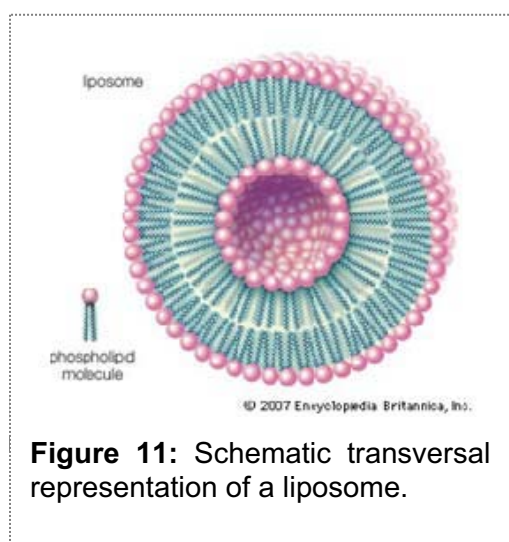 liposome
phospholipid
molecule
© 2007 Encyclopædia Britannica, Inc.
Figure 11: Schematic transversal
representation of a liposome.